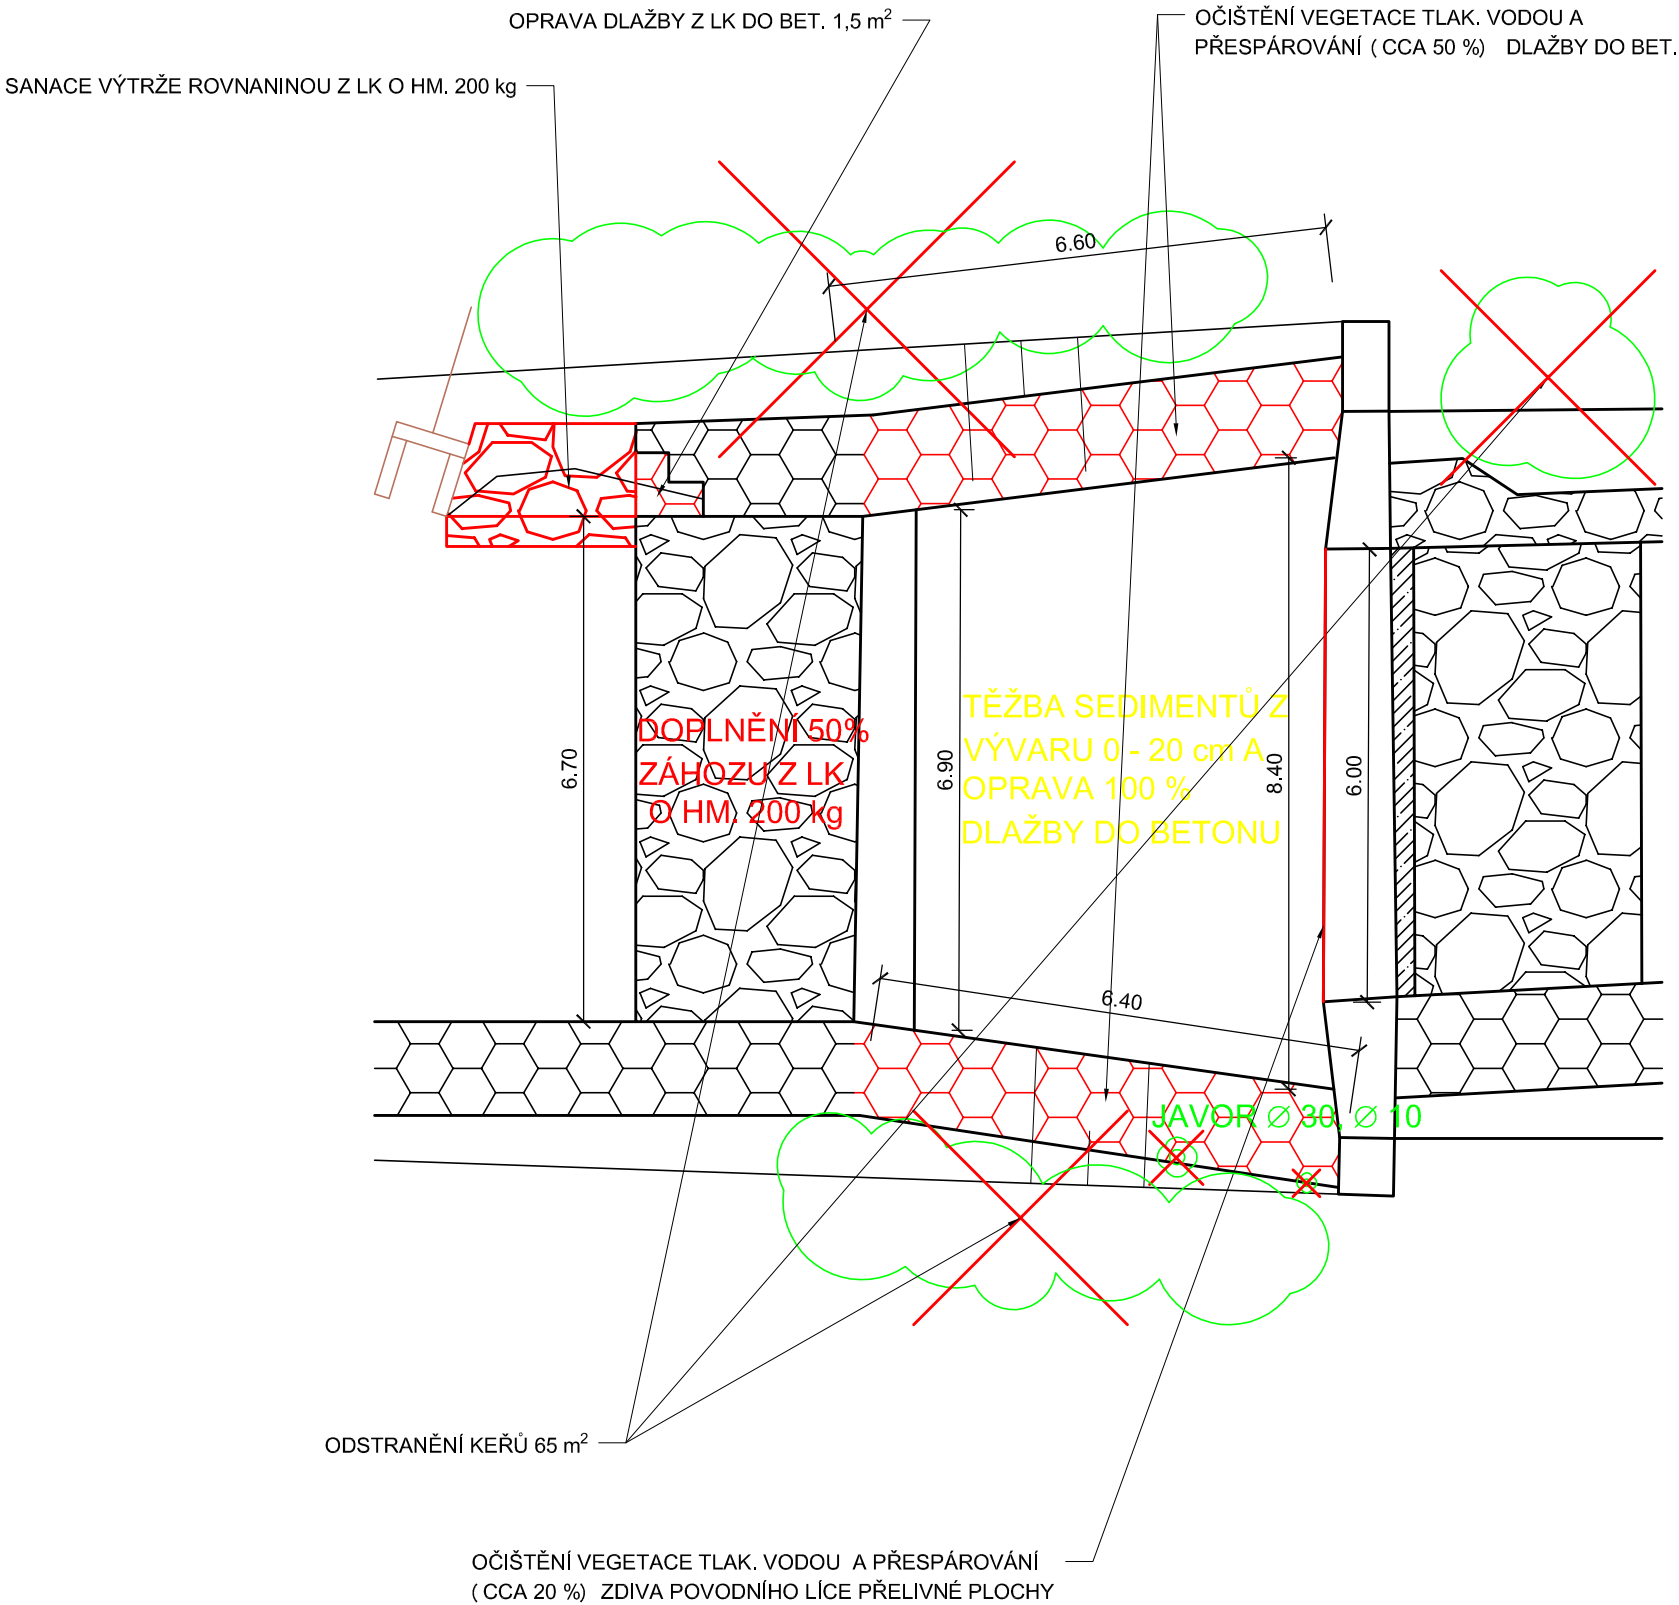 OPRAVA DLAŽBY Z LK DO BET. 1,5 m²
OČIŠTĚNÍ VEGETACE TLAK. VODOU A
PŘESPÁROVÁNÍ ( CCA 50 %) DLAŽBY DO BET.
SANACE VÝTRŽE ROVNANINOU Z LK O HM. 200 kg
6.60
DOPLNĚNÍ 50%
ZÁHOZU Z LK
O HM. 200 kg
TĚŽBA SEDIMENTŮ Z
VÝVARU 0 - 20 cm A
OPRAVA 100 %
DLAŽBY DO BETONU
6.70
6.90
8.40
6.00
6.40
JAVOR Ø 30, Ø 10
ODSTRANĚNÍ KEŘŮ 65 m²
OČIŠTĚNÍ VEGETACE TLAK. VODOU A PŘESPÁROVÁNÍ
( CCA 20 %) ZDIVA POVODNÍHO LÍCE PŘELIVNÉ PLOCHY